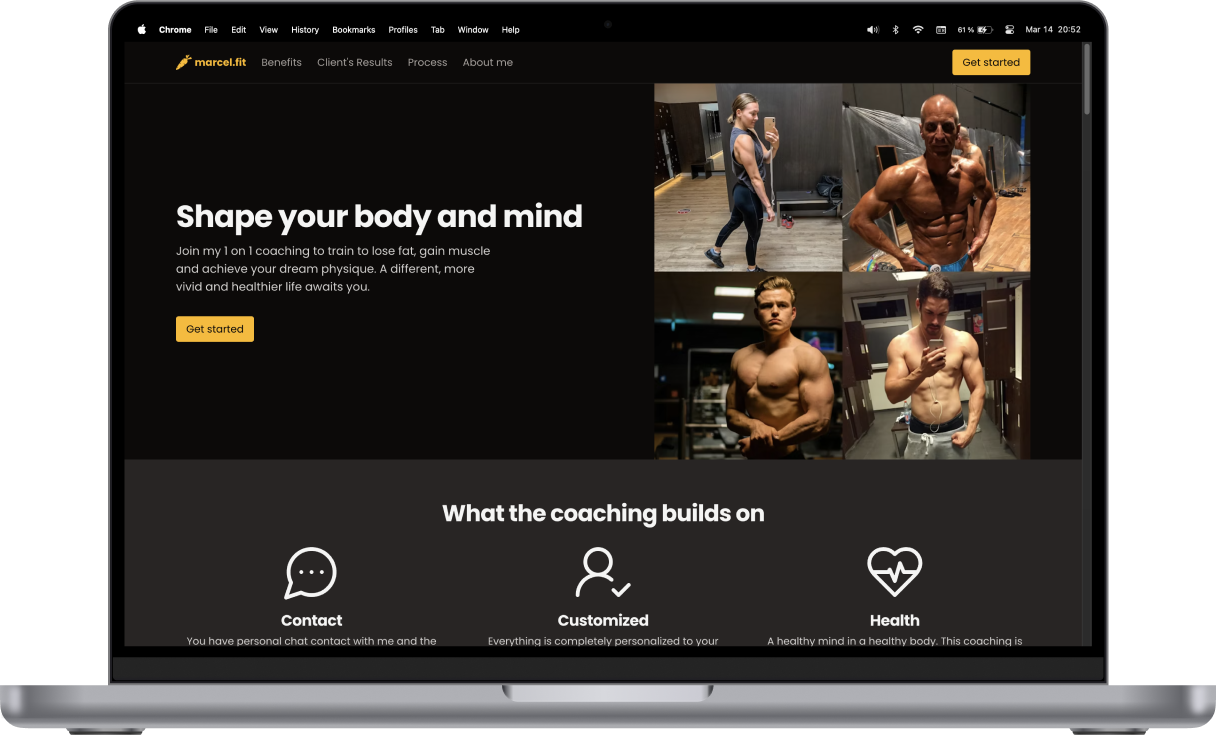 Chrome File Edit View History Bookmarks Profiles Tab Window Help
61 % Mar 14 20:52
marcel.fit Benefits Client's Results Process About me Get started
Shape your body and mind
Join my 1 on 1 coaching to train to lose fat, gain muscle
and achieve your dream physique. A different, more
vivid and healthier life awaits you.
Get started
What the coaching builds on
Contact
You have personal chat contact with me and the
Customized
Everything is completely personalized to your
Health
A healthy mind in a healthy body. This coaching is